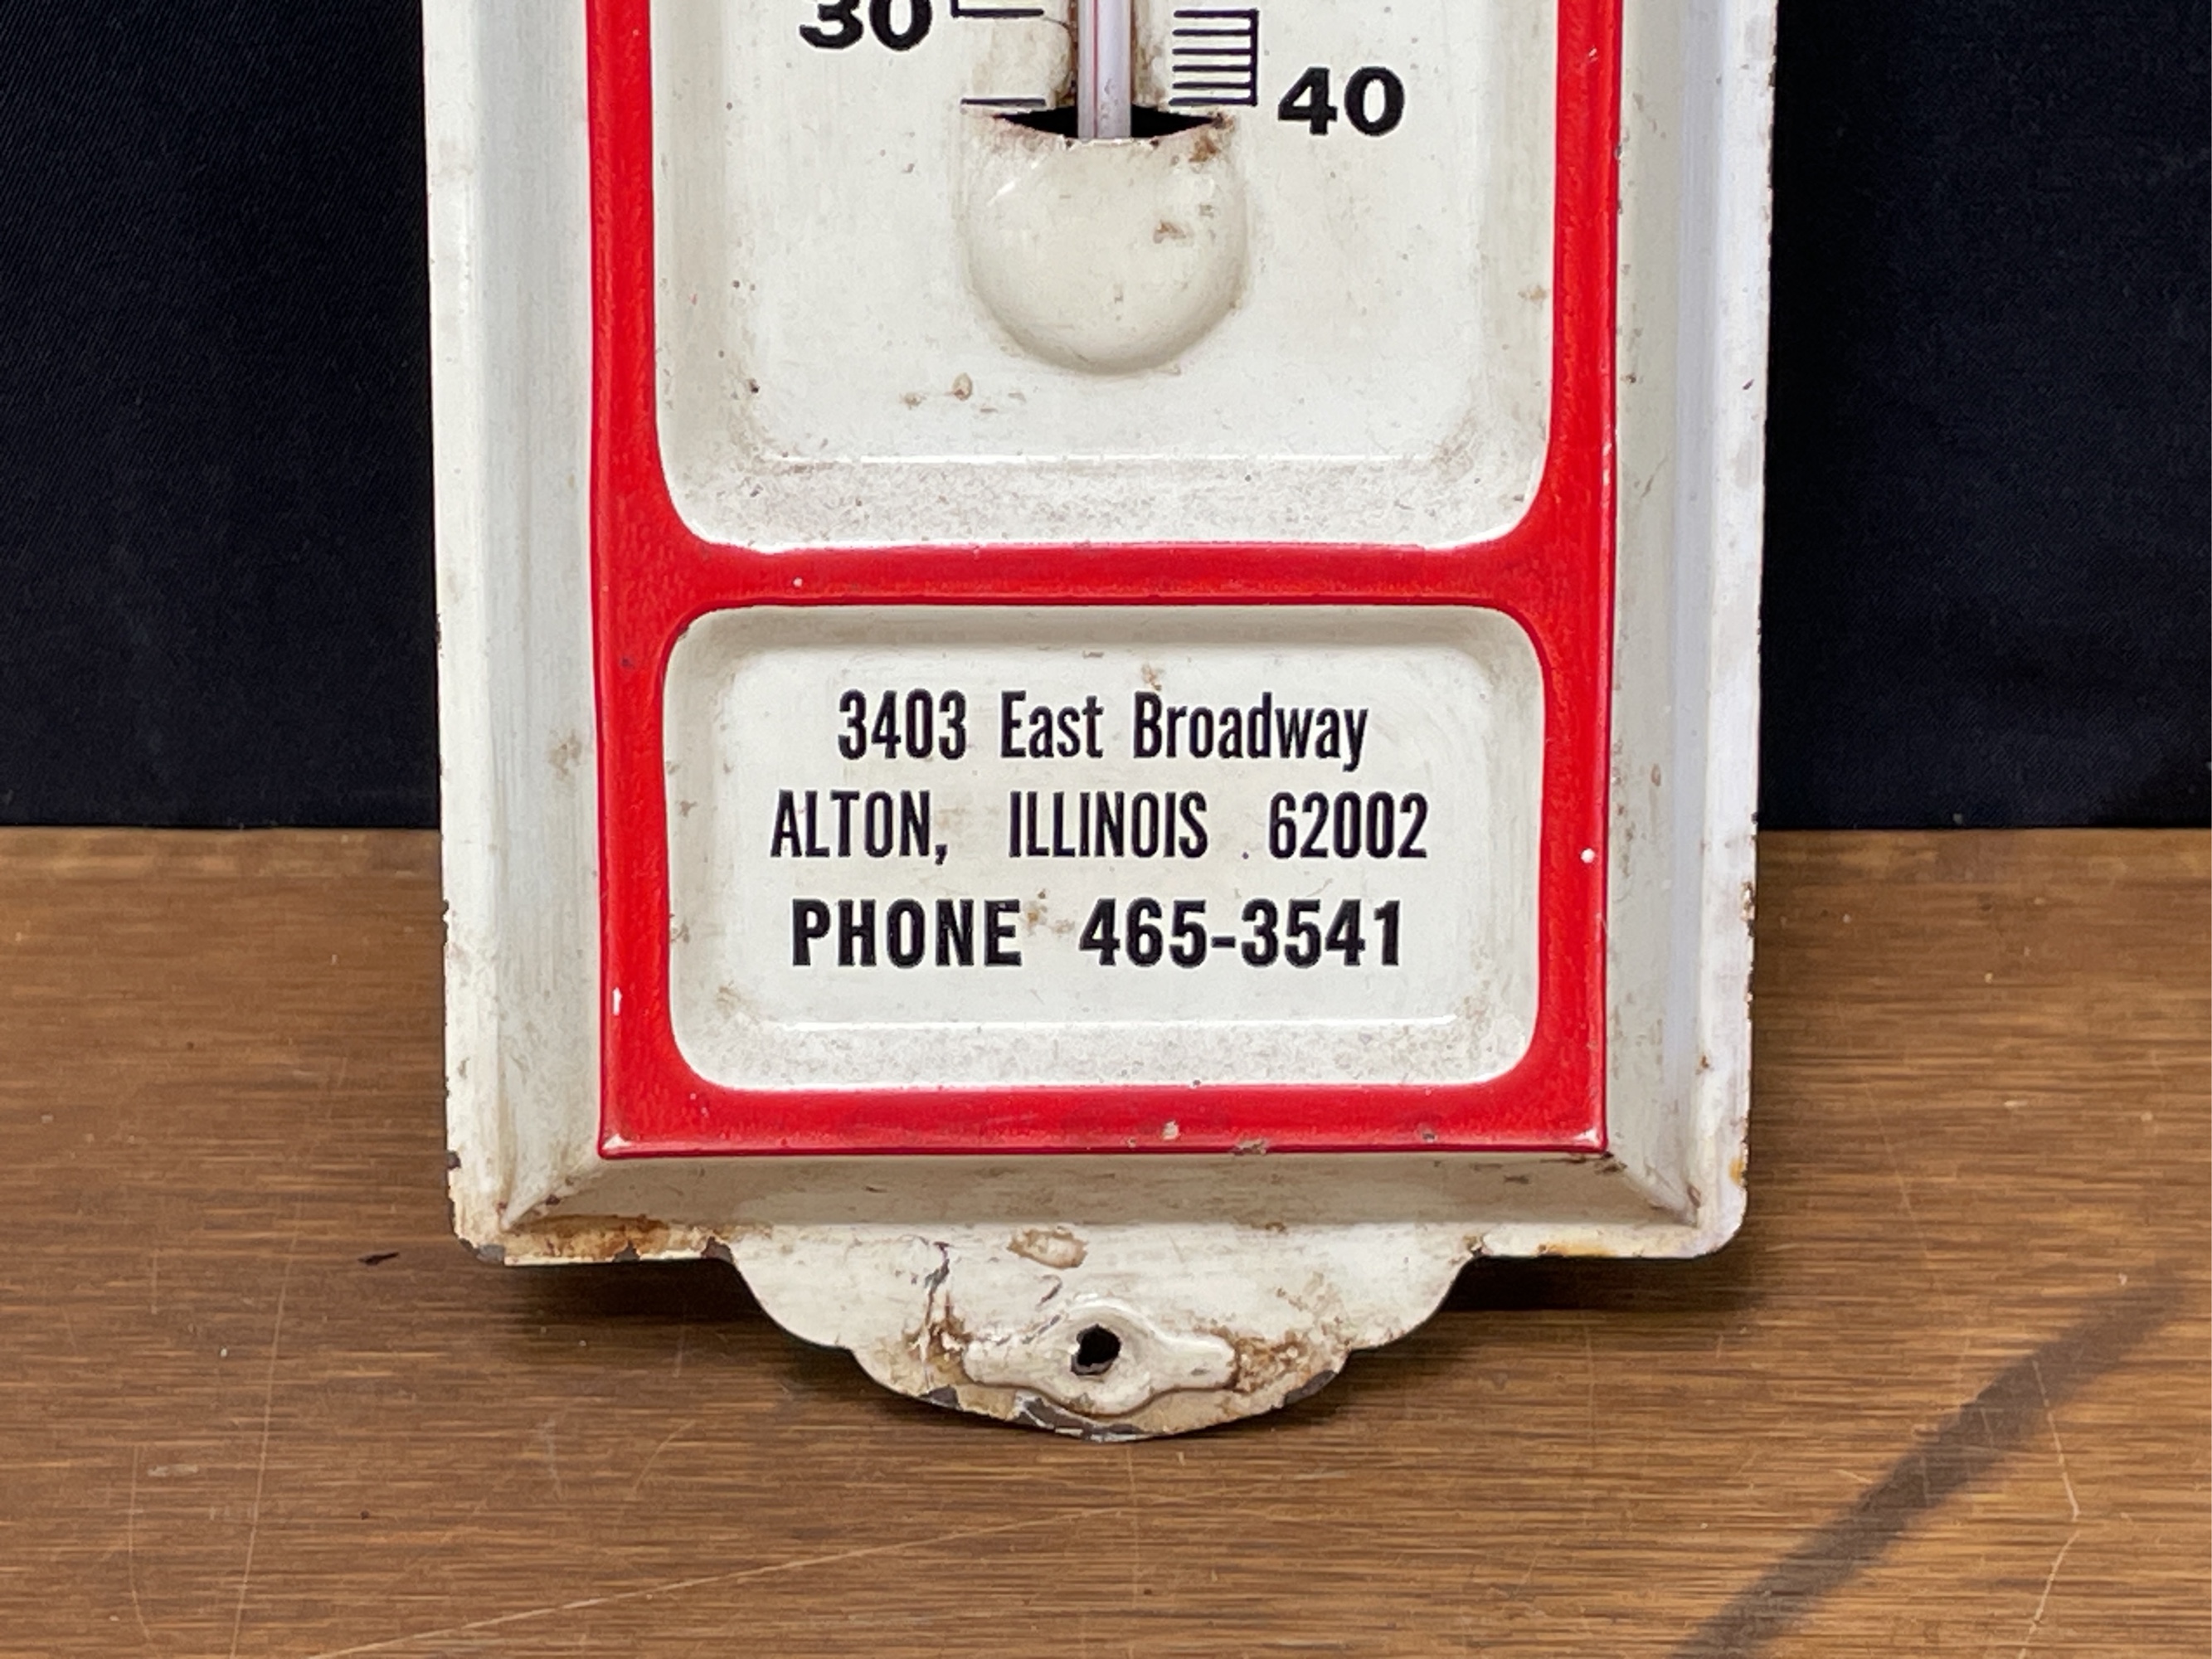 30
40
3403 East Broadway
ALTON, ILLINOIS 62002
PHONE 465-3541